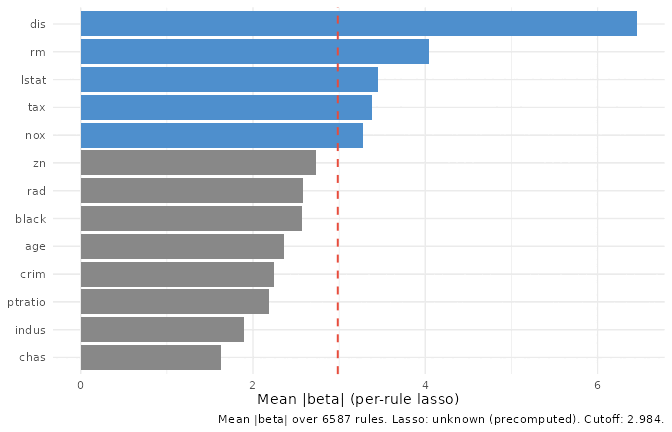 dis
rm
lstat
tax
nox
zn
rad
black
age
crim
ptratio
indus
chas
0 2 4 6
Mean |beta| (per-rule lasso)
Mean |beta| over 6587 rules. Lasso: unknown (precomputed). Cutoff: 2.984.